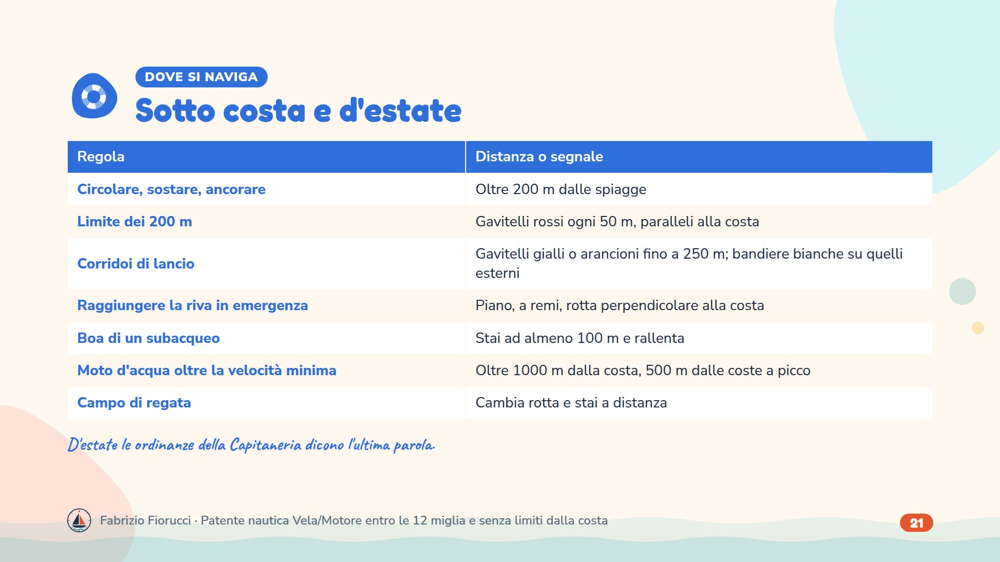 DOVE SI NAVIGA
Sotto costa e d'estate
Regola
Distanza o segnale
Circolare, sostare, ancorare
Oltre 200 m dalle spiagge
Limite dei 200 m
Gavitelli rossi ogni 50 m, paralleli alla costa
Corridoi di lancio
Gavitelli gialli o arancioni fino a 250 m; bandiere bianche su quelli
esterni
Raggiungere la riva in emergenza
Piano, a remi, rotta perpendicolare alla costa
Boa di un subacqueo
Stai ad almeno 100 m e rallenta
Moto d'acqua oltre la velocità minima
Oltre 1000 m dalla costa, 500 m dalle coste a picco
Campo di regata
Cambia rotta e stai a distanza
D'estate le ordinanze della Capitaneria dicono l'ultima parola.
Fabrizio Fiorucci · Patente nautica Vela/Motore entro le 12 miglia e senza limiti dalla costa
21